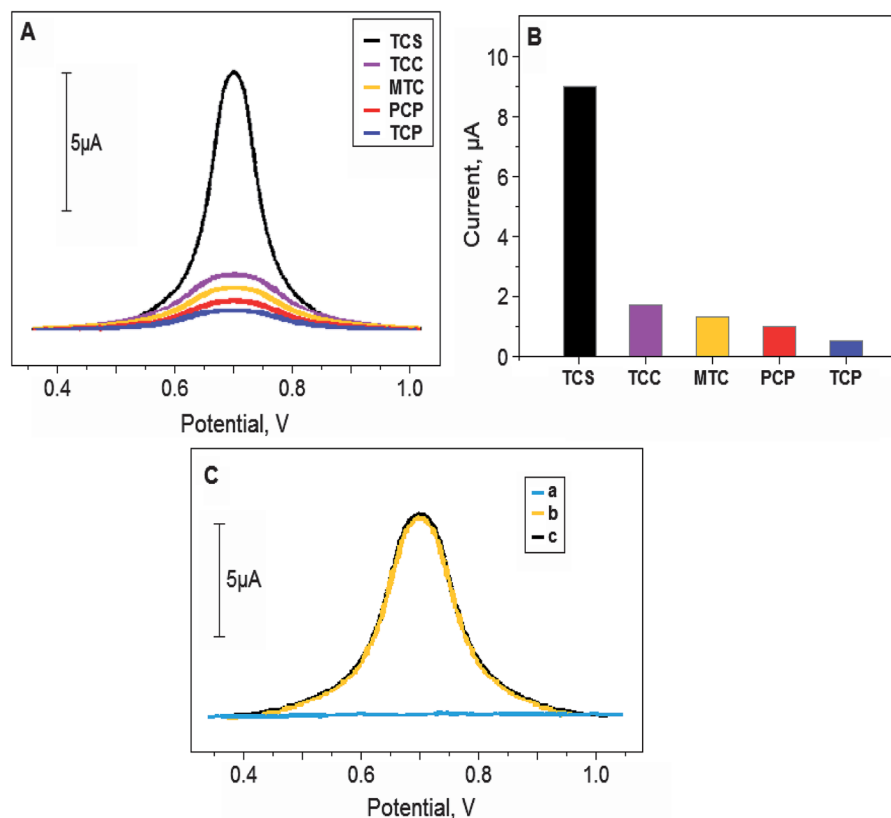 A
TCS
TCC
MTC
PCP
TCP
5µA
0.4 0.6 0.8 1.0
Potential, V
B
10
8
6
4
2
0
Current, µA
TCS TCC MTC PCP TCP
C
a
b
c
5µA
0.4 0.6 0.8 1.0
Potential, V